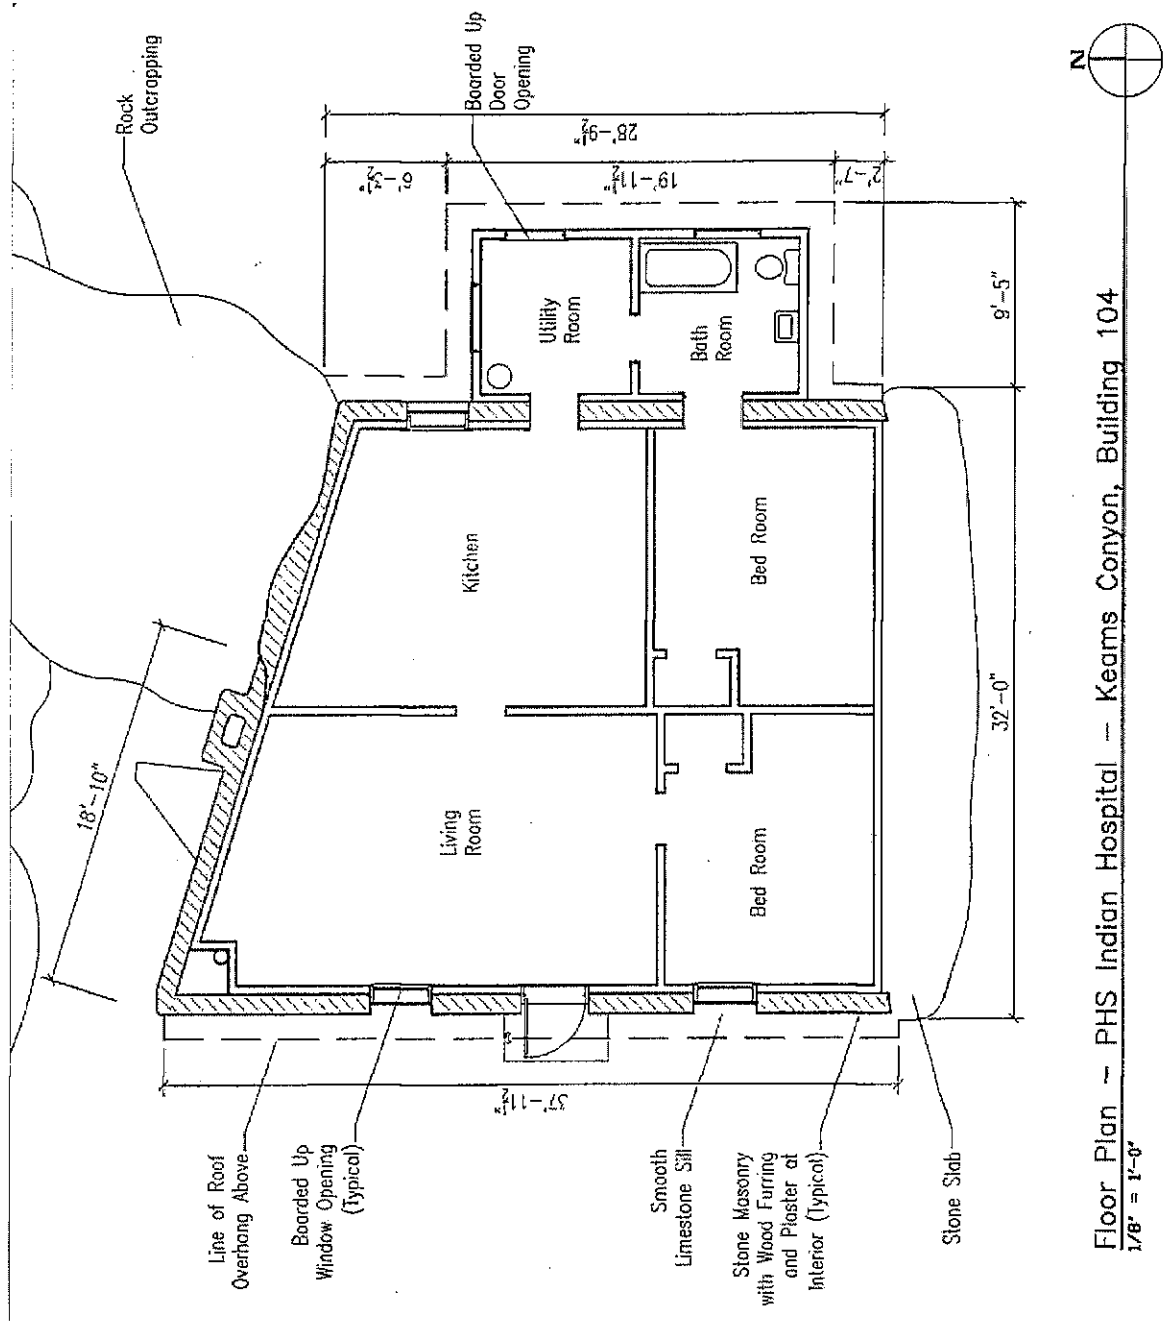 Rock
Outcropping
Boarded Up
Door
Opening
18'-10"
6'-3½"
28'-9½"
19'-11½"
2'-7"
9'-5"
32'-0"
37'-11½"
Utility
Room
Bath
Room
Kitchen
Bed Room
Living
Room
Bed Room
Line of Roof
Overhang Above
Boarded Up
Window Opening
(Typical)
Smooth
Limestone Sill
Stone Masonry
with Wood Furring
and Plaster at
Interior (Typical)
Stone Slab
N
Floor Plan - PHS Indian Hospital - Keams Canyon, Building 104
1/8" = 1'-0"